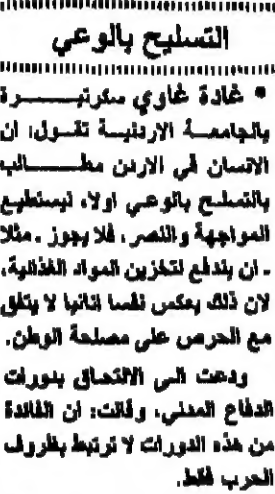 التسليح بالوعي
* غادة غاوي سكرتيرة
بالجامعة الاردنية تقول: ان
الانسان في الاردن مطالب
بالتسلح بالوعي اولا، ليستطيع
المواجهة والنصر، فلا يجوز - مثلا
- ان يندفع لتخزين المواد الغذائية،
لان ذلك يعكس نفسا انانيا لا يتفق
مع الحرص على مصلحة الوطن.
ودعت الى الالتحاق بدورات
الدفاع المدني، وقالت: ان الفائدة
من هذه الدورات لا ترتبط بظروف
الحرب فقط.